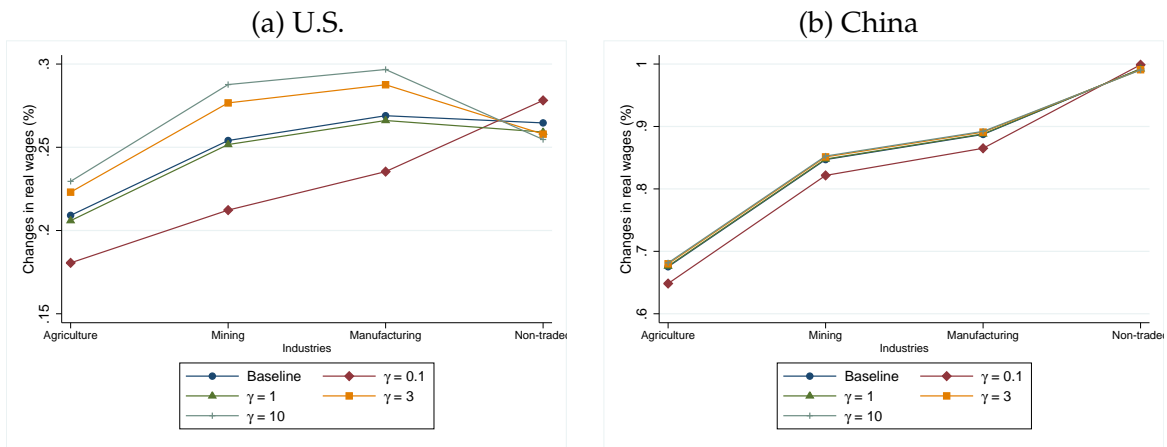 (a) U.S.
Changes in real wages (%)
.3
.25
.2
.15
Agriculture Mining Manufacturing Non-traded
Industries
Baseline γ = 0.1
γ = 1 γ = 3
γ = 10
(b) China
Changes in real wages (%)
1
.9
.8
.7
.6
Agriculture Mining Manufacturing Non-traded
Industries
Baseline γ = 0.1
γ = 1 γ = 3
γ = 10